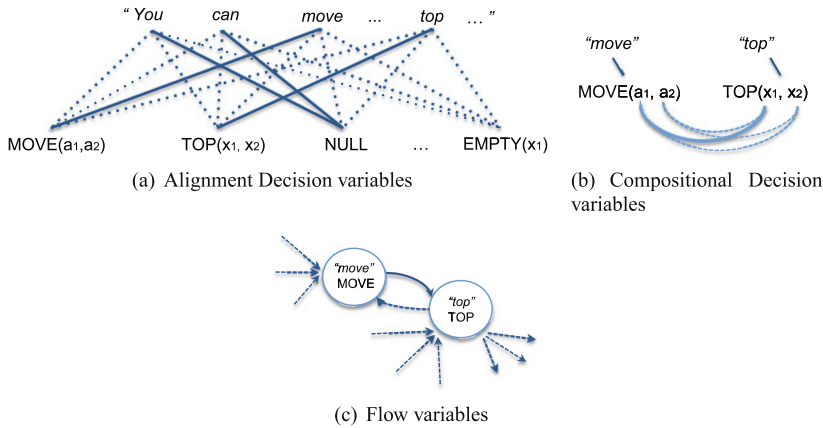 “ You can move ... top ... ”
MOVE(a1,a2) TOP(x1, x2) NULL ... EMPTY(x1)
(a) Alignment Decision variables
“move” “top”
MOVE(a1, a2) TOP(x1, x2)
(b) Compositional Decision
variables
“move”
MOVE
“top”
TOP
(c) Flow variables